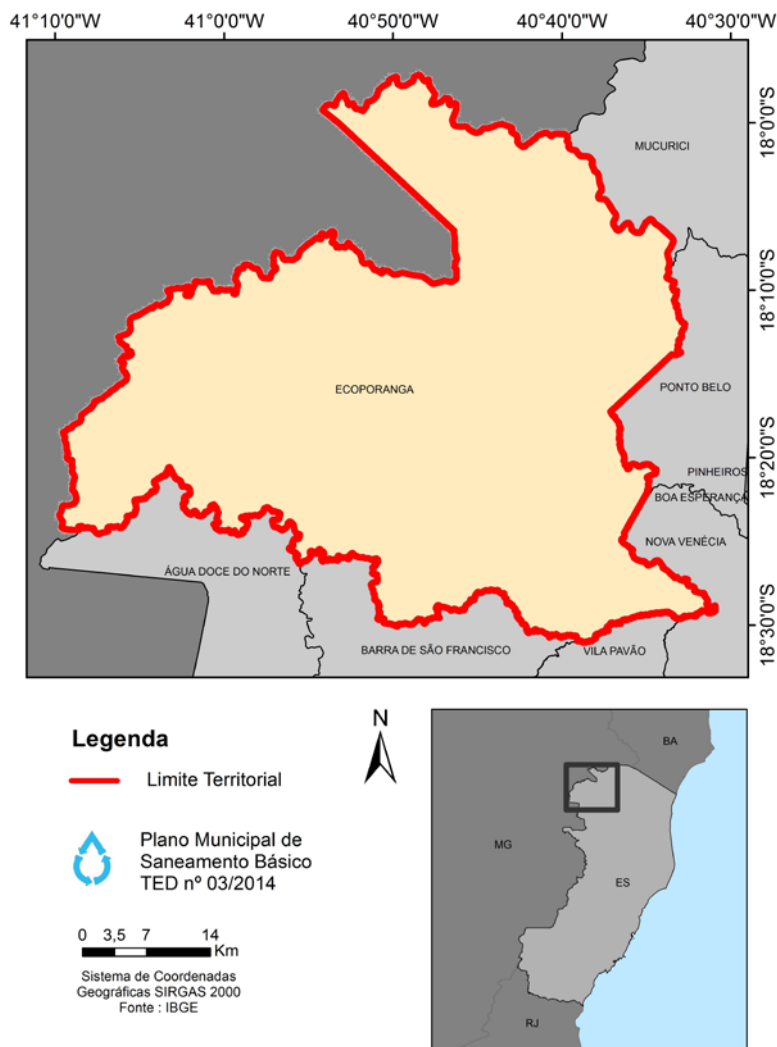 41°10'0"W
41°0'0"W
40°50'0"W
40°40'0"W
40°30'0"W
18°0'0"S
18°10'0"S
18°20'0"S
18°30'0"S
MUCURICI
ECOPORANGA
PONTO BELO
PINHEIROS
BOA ESPERANÇA
NOVA VENÉCIA
ÁGUA DOCE DO NORTE
BARRA DE SÃO FRANCISCO
VILA PAVÃO
Legenda
Limite Territorial
Plano Municipal de
Saneamento Básico
TED nº 03/2014
0 3,5 7 14
Km
Sistema de Coordenadas
Geográficas SIRGAS 2000
Fonte : IBGE
N
BA
MG
ES
RJ